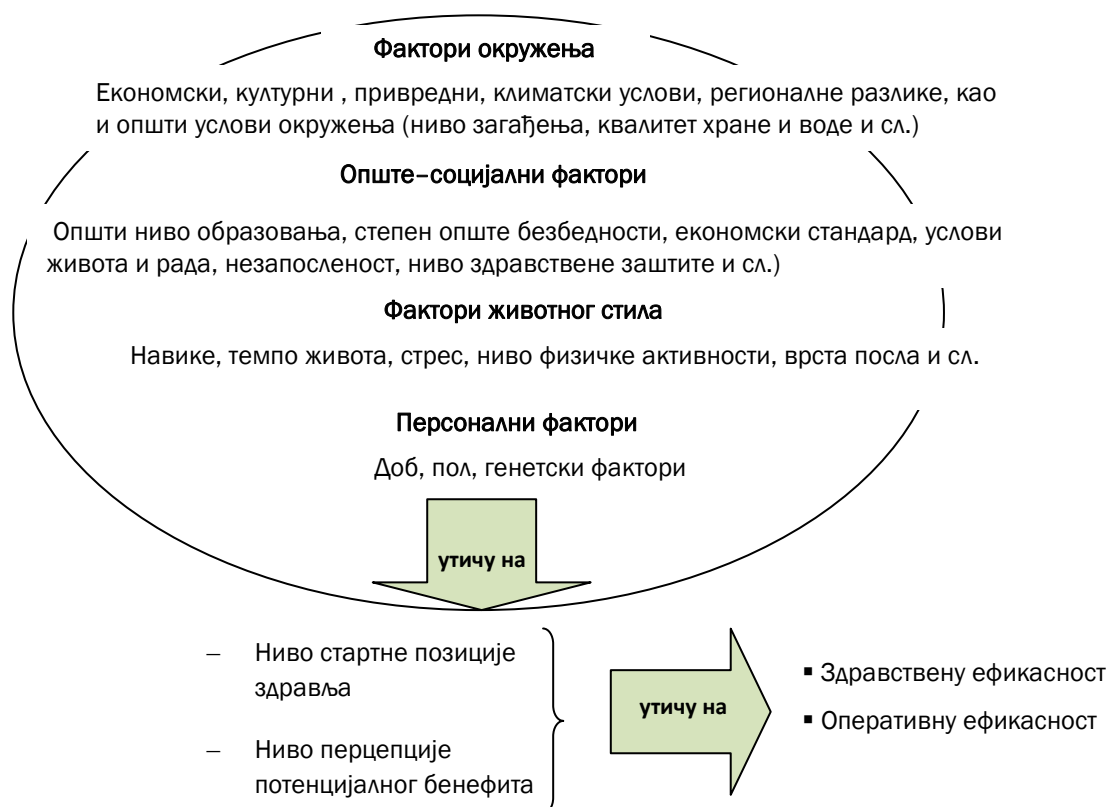 Фактори окружења
Економски, културни , привредни, климатски услови, регионалне разлике, као
и општи услови окружења (ниво загађења, квалитет хране и воде и сл.)
Опште–социјални фактори
Општи ниво образовања, степен опште безбедности, економски стандард, услови
живота и рада, незапосленост, ниво здравствене заштите и сл.)
Фактори животног стила
Навике, темпо живота, стрес, ниво физичке активности, врста посла и сл.
Персонални фактори
Доб, пол, генетски фактори
утичу на
– Ниво стартне позиције
здравља
– Ниво перцепције
потенцијалног бенефита
утичу на
▪ Здравствену ефикасност
▪ Оперативну ефикасност